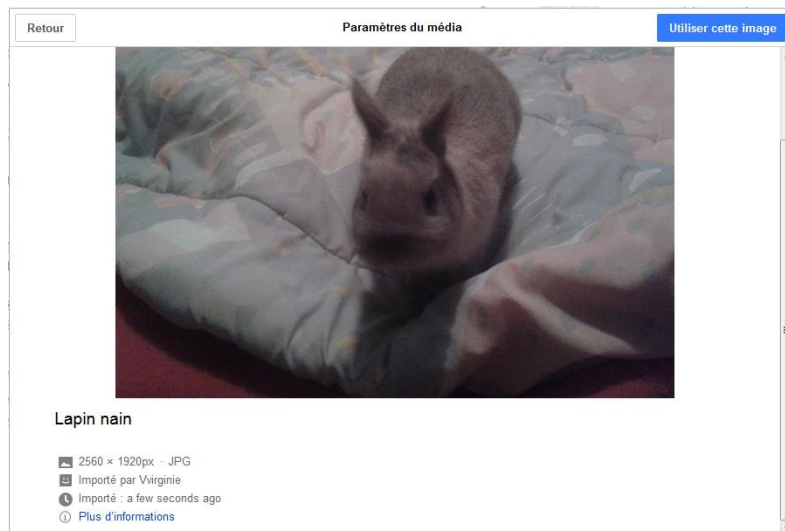 Retour
Paramètres du média
Utiliser cette image
Lapin nain
2560 × 1920px · JPG
Importé par Vvirginie
Importé : a few seconds ago
Plus d'informations